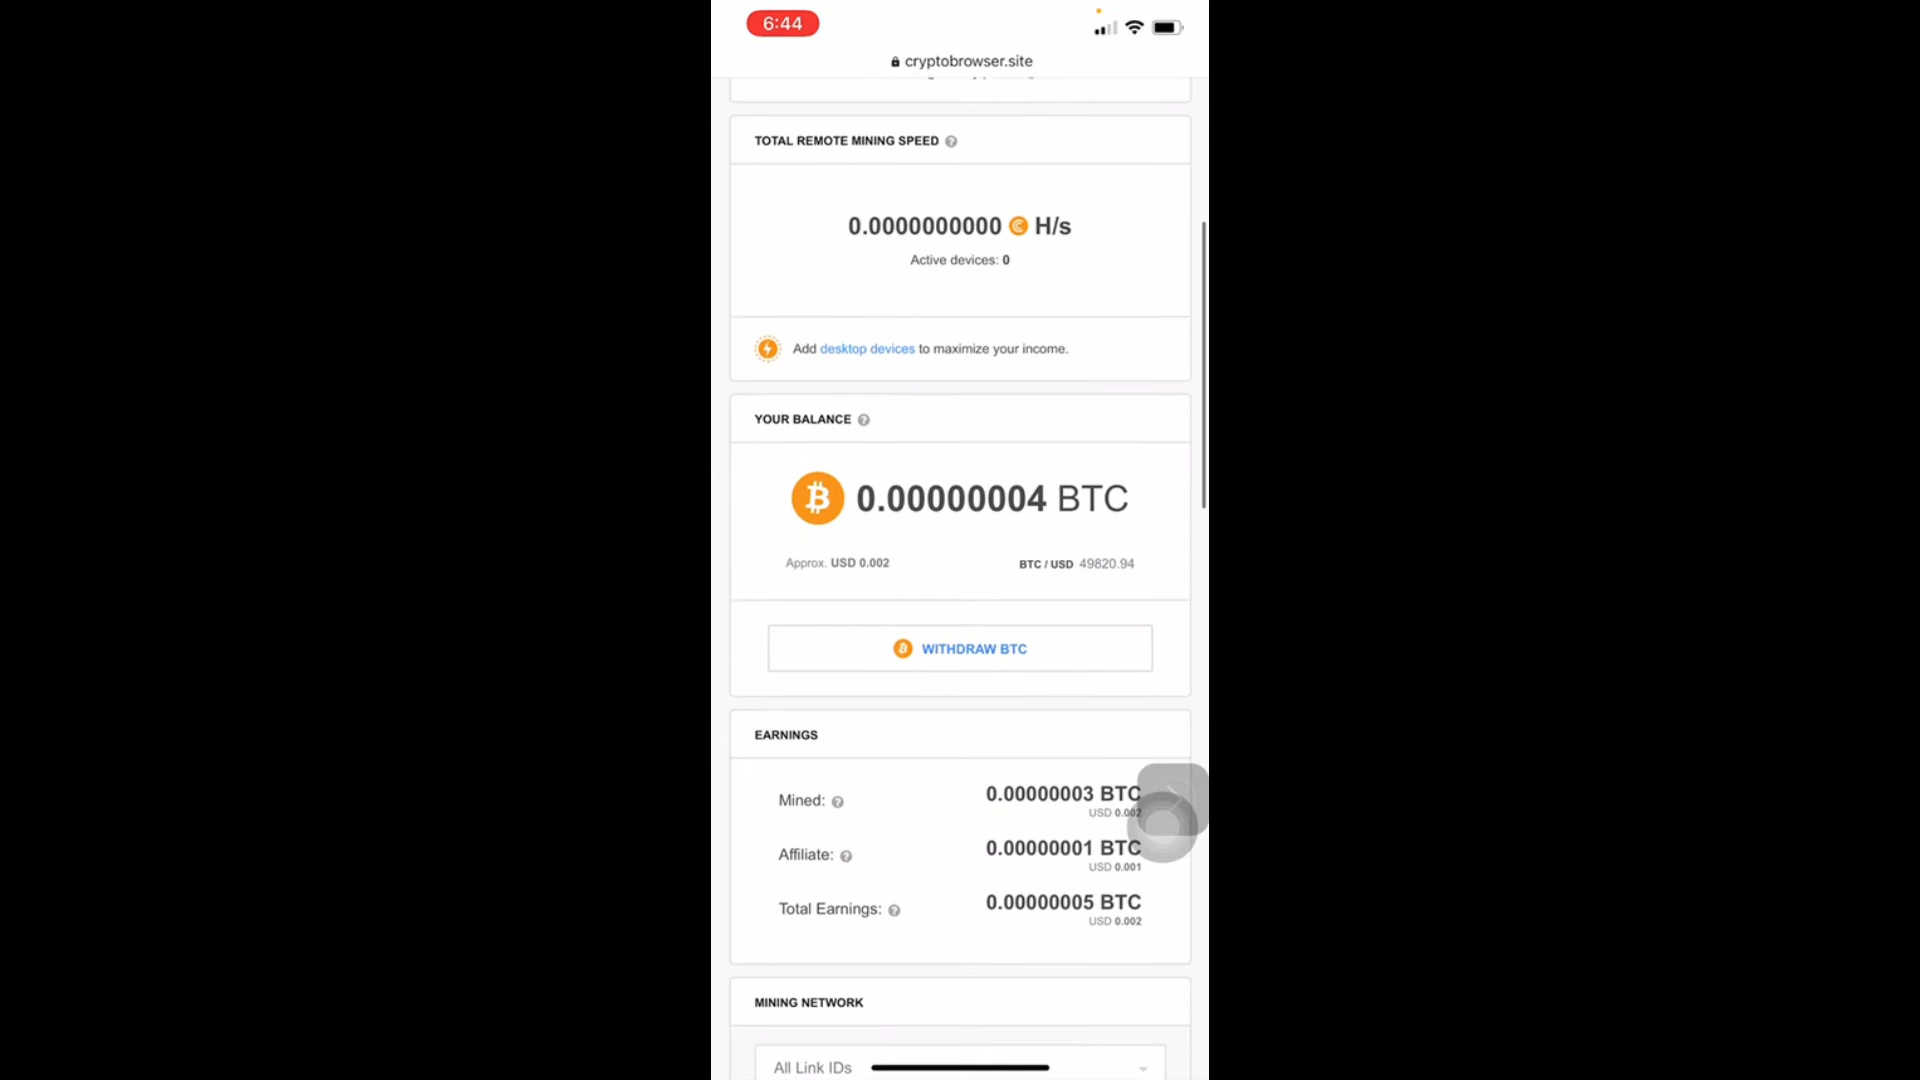 6:44
cryptobrowser.site
TOTAL REMOTE MINING SPEED
0.0000000000 H/s
Active devices: 0
Add desktop devices to maximize your income.
YOUR BALANCE
0.00000004 BTC
Approx. USD 0.002 BTC / USD 49820.94
WITHDRAW BTC
EARNINGS
Mined: 0.00000003 BTC
USD 0.002
Affiliate: 0.00000001 BTC
USD 0.001
Total Earnings: 0.00000005 BTC
USD 0.002
MINING NETWORK
All Link IDs